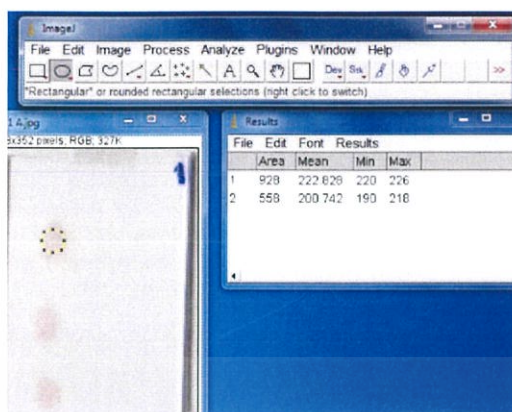 ImageJ
File Edit Image Process Analyze Plugins Window Help
A Dev Stk >>
*Rectangular* or rounded rectangular selections (right click to switch)
1 A.jpg
x352 pixels; RGB; 327K
1
Results
File Edit Font Results
Area Mean Min Max
1 928 222.828 220 226
2 558 200.742 190 218